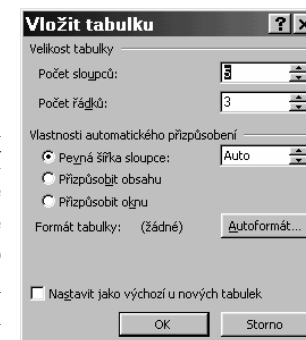 Vložit tabulku
Velikost tabulky
Počet sloupců: 5
Počet řádků: 3
Vlastnosti automatického přizpůsobení
Pevná šířka sloupce: Auto
Přizpůsobit obsahu
Přizpůsobit oknu
Formát tabulky: (žádné) Autoformát...
Nastavit jako výchozí u nových tabulek
OK Storno